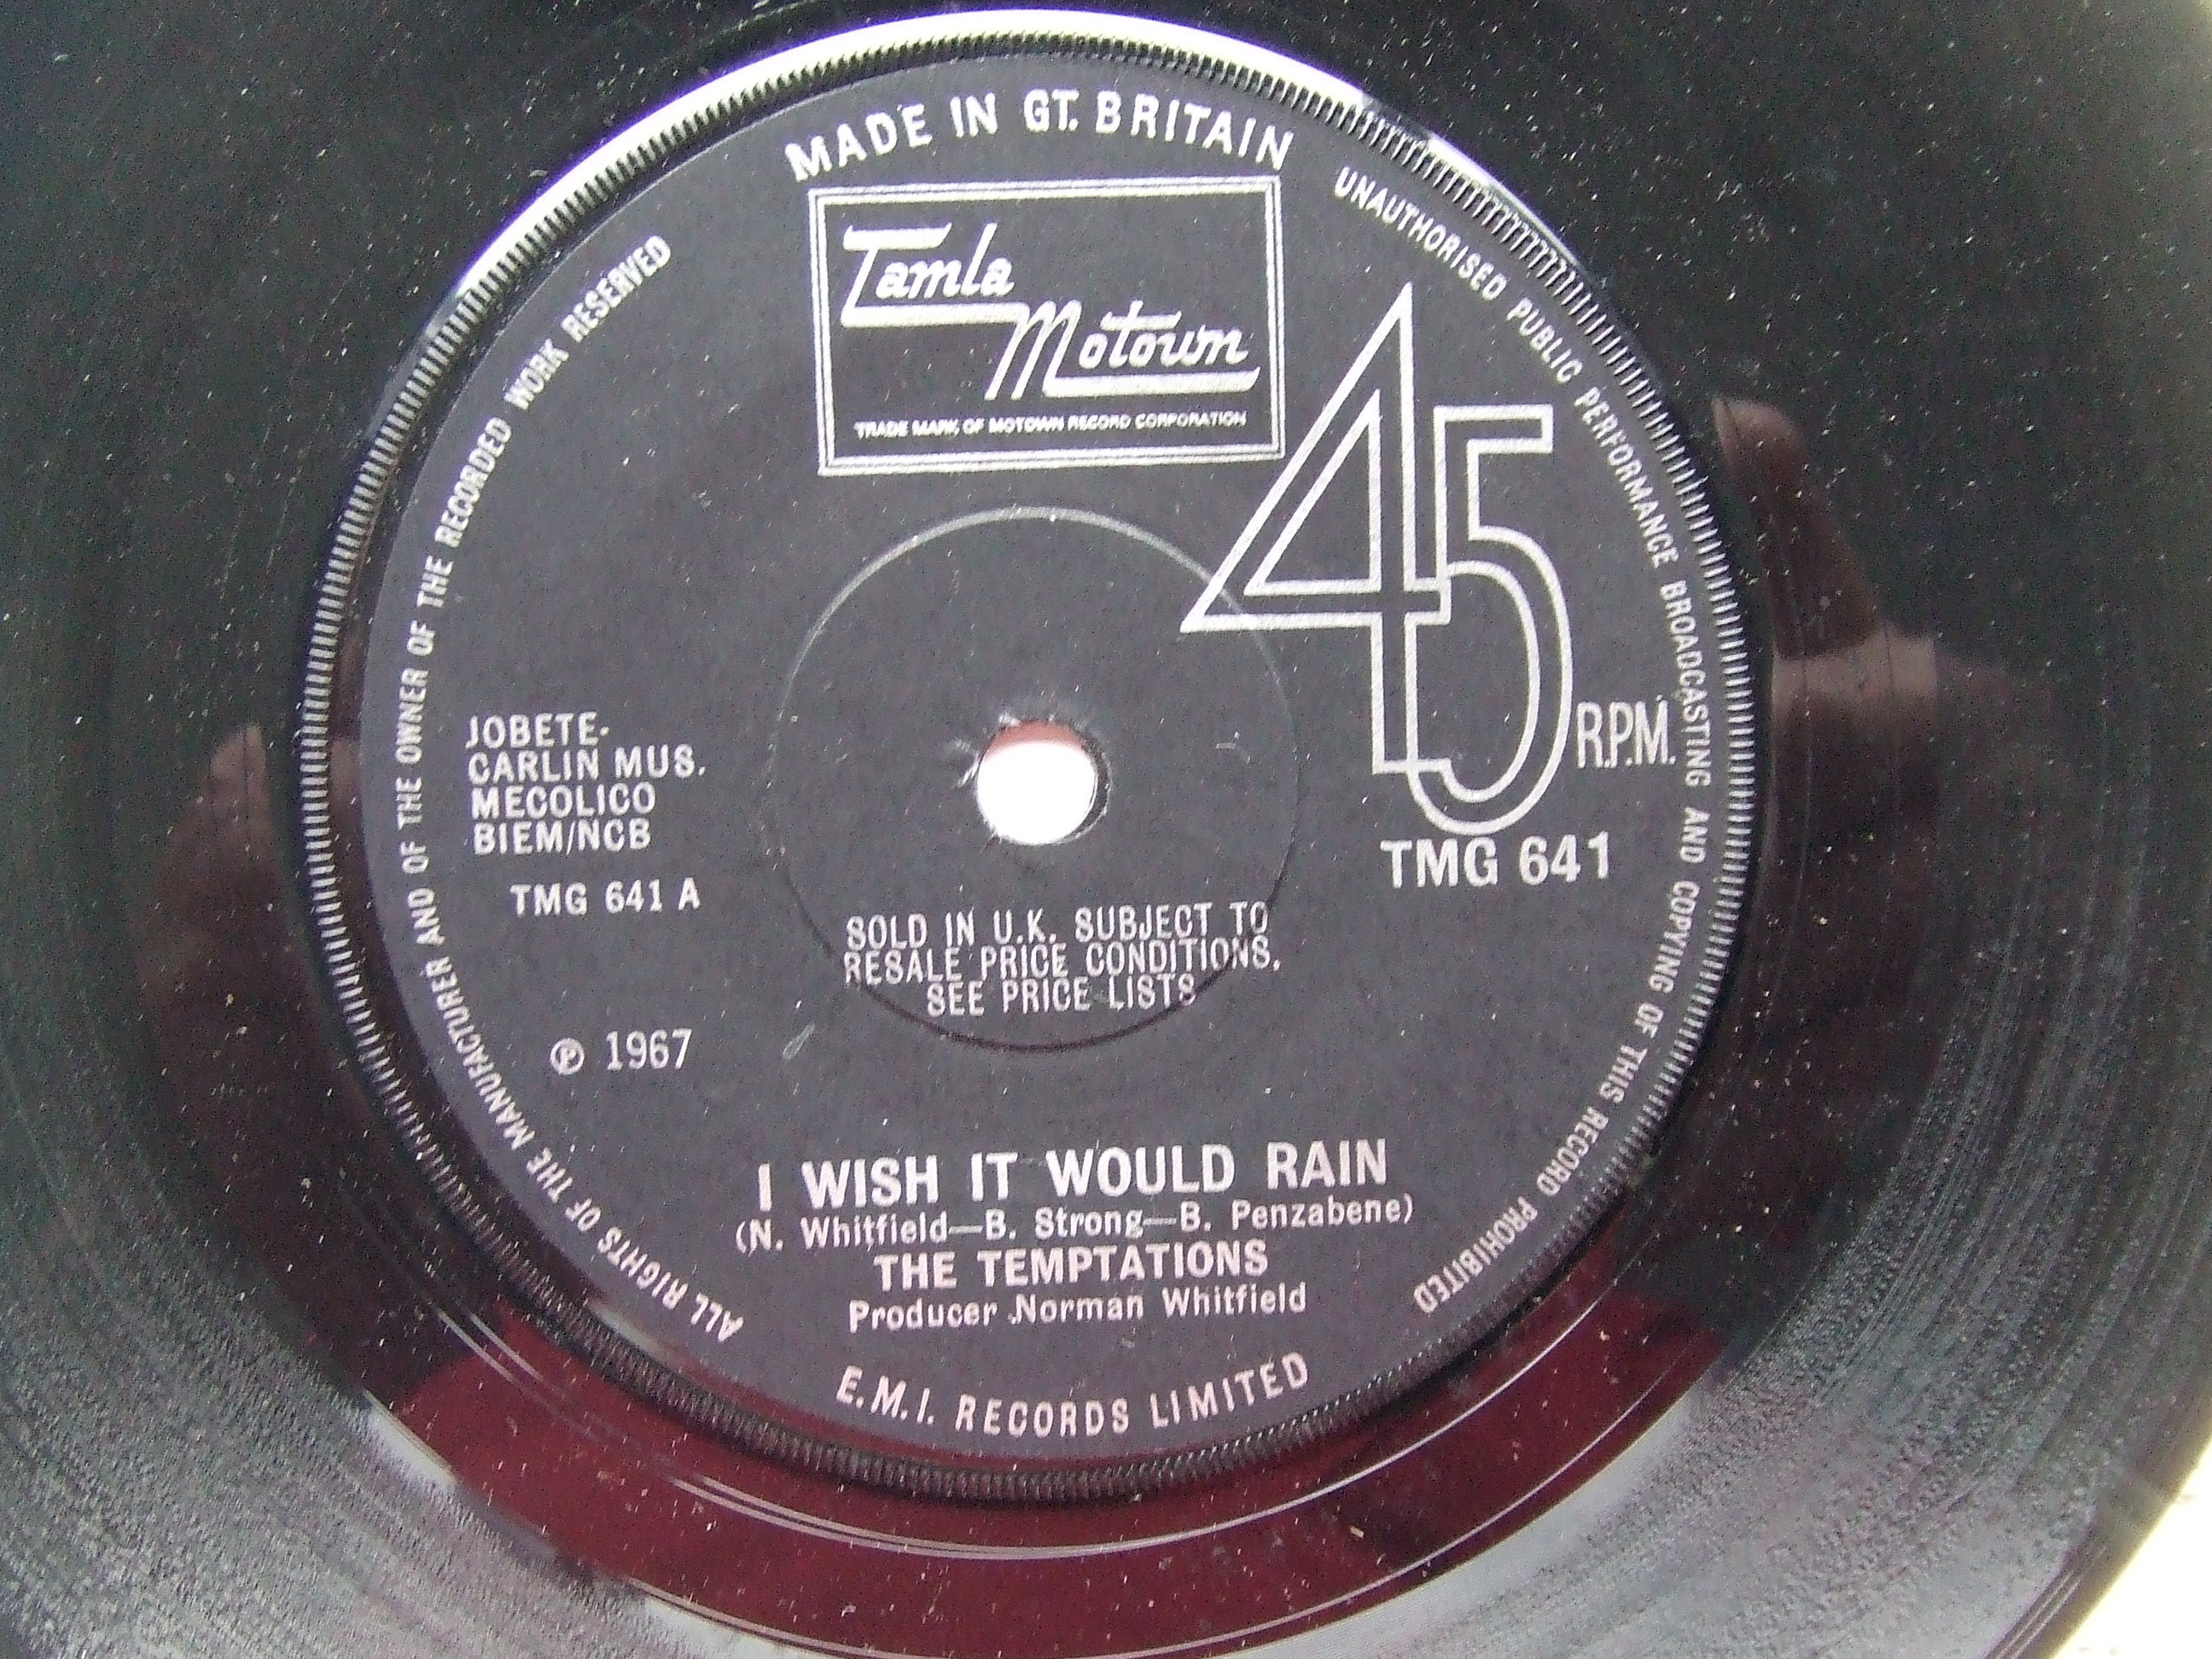 MADE IN GT. BRITAIN
Tamla
Motown
TRADE MARK OF MOTOWN RECORD CORPORATION
UNAUTHORISED PUBLIC PERFORMANCE BROADCASTING AND COPYING OF THIS RECORD PROHIBITED
45
R.P.M.
TMG 641
JOBETE-
CARLIN MUS.
MECOLICO
BIEM/NCB
TMG 641 A
SOLD IN U.K. SUBJECT TO
RESALE PRICE CONDITIONS,
SEE PRICE LISTS
℗ 1967
I WISH IT WOULD RAIN
(N. Whitfield—B. Strong—B. Penzabene)
THE TEMPTATIONS
Producer Norman Whitfield
E.M.I. RECORDS LIMITED
ALL RIGHTS OF THE MANUFACTURER AND OF THE OWNER OF THE RECORDED WORK RESERVED